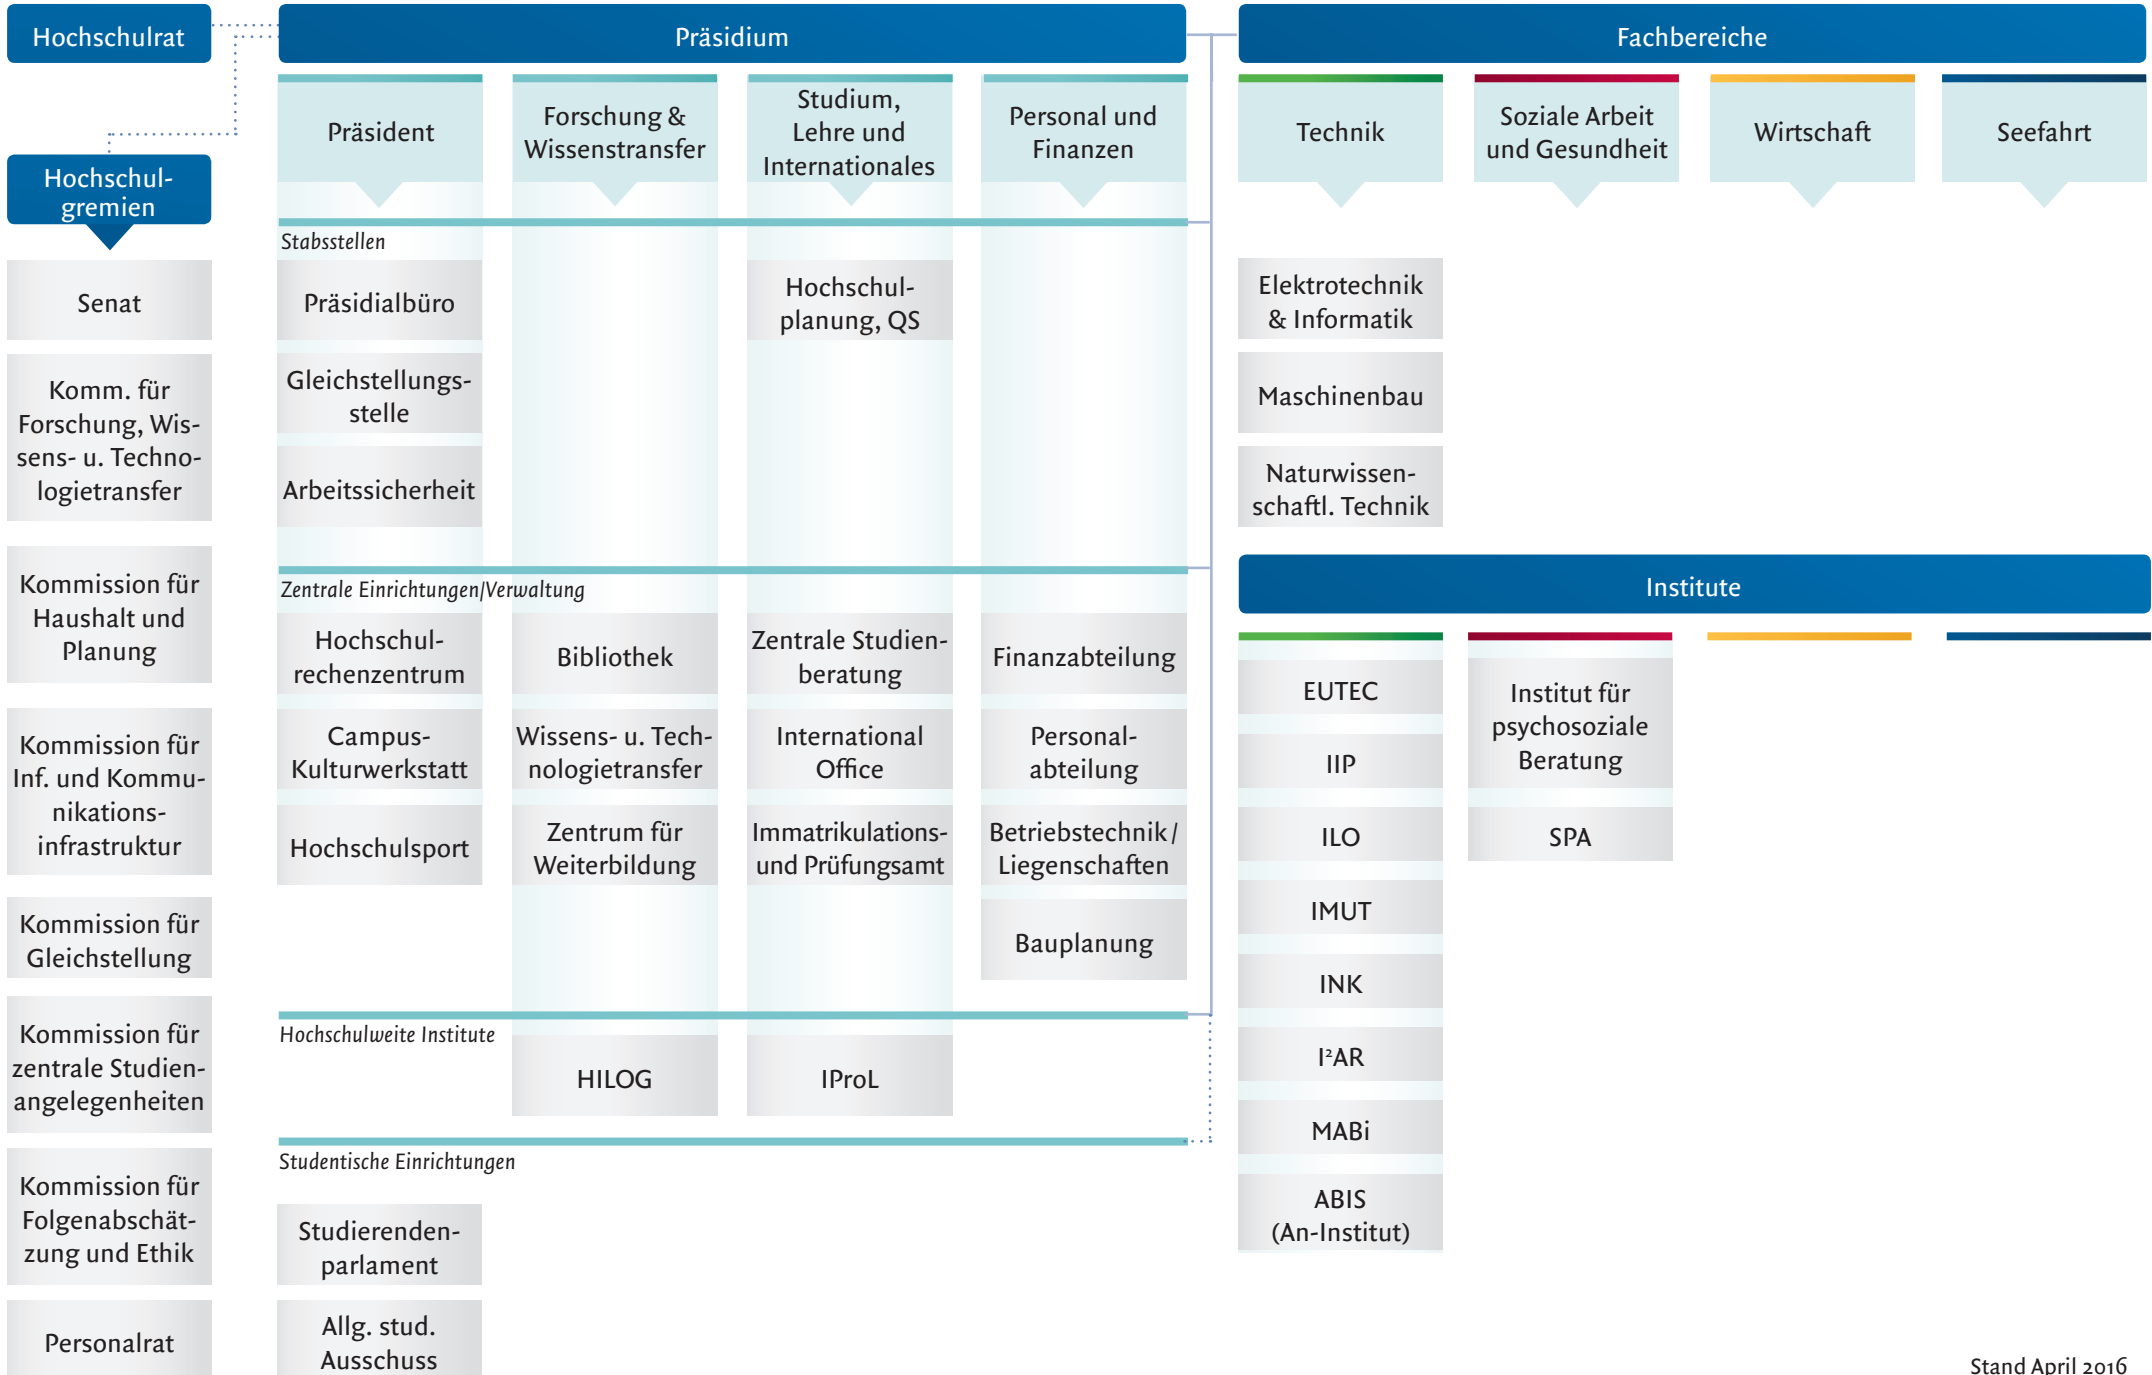 Hochschulrat
Hochschul-
gremien
Senat
Komm. für
Forschung, Wis-
sens- u. Techno-
logietransfer
Kommission für
Haushalt und
Planung
Kommission für
Inf. und Kommu-
nikations-
infrastruktur
Kommission für
Gleichstellung
Kommission für
zentrale Studien-
angelegenheiten
Kommission für
Folgenabschät-
zung und Ethik
Personalrat
Präsidium
Präsident
Forschung &
Wissenstransfer
Studium,
Lehre und
Internationales
Personal und
Finanzen
Stabsstellen
Präsidialbüro
Gleichstellungs-
stelle
Arbeitssicherheit
Hochschul-
planung, QS
Zentrale Einrichtungen/Verwaltung
Hochschul-
rechenzentrum
Campus-
Kulturwerkstatt
Hochschulsport
Bibliothek
Wissens- u. Tech-
nologietransfer
Zentrum für
Weiterbildung
Zentrale Studien-
beratung
International
Office
Immatrikulations-
und Prüfungsamt
Finanzabteilung
Personal-
abteilung
Betriebstechnik/
Liegenschaften
Bauplanung
Hochschulweite Institute
HILOG
IProL
Studentische Einrichtungen
Studierenden-
parlament
Allg. stud.
Ausschuss
Fachbereiche
Technik
Soziale Arbeit
und Gesundheit
Wirtschaft
Seefahrt
Elektrotechnik
& Informatik
Maschinenbau
Naturwissen-
schaftl. Technik
Institute
EUTEC
IIP
ILO
IMUT
INK
I²AR
MABi
ABIS
(An-Institut)
Institut für
psychosoziale
Beratung
SPA
Stand April 2016